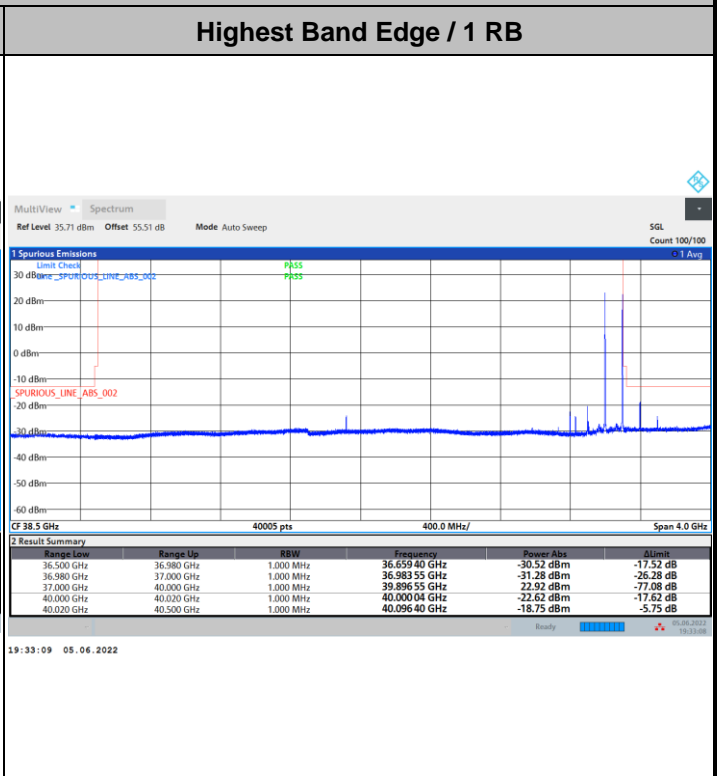 Highest Band Edge / 1 RB
MultiView Spectrum
Ref Level 35.71 dBm Offset 55.51 dB Mode Auto Sweep SGL
Count 100/100
1 Spurious Emissions 1 Avg
Limit Check PASS
30 dBm Line _SPURIOUS_LINE_ABS_002 PASS
20 dBm
10 dBm
0 dBm
-10 dBm
_SPURIOUS_LINE_ABS_002
-20 dBm
-30 dBm
-40 dBm
-50 dBm
-60 dBm
CF 38.5 GHz 40005 pts 400.0 MHz/ Span 4.0 GHz
2 Result Summary
Range Low Range Up RBW Frequency Power Abs ΔLimit
36.500 GHz 36.980 GHz 1.000 MHz 36.659 40 GHz -30.52 dBm -17.52 dB
36.980 GHz 37.000 GHz 1.000 MHz 36.983 55 GHz -31.28 dBm -26.28 dB
37.000 GHz 40.000 GHz 1.000 MHz 39.896 55 GHz 22.92 dBm -77.08 dB
40.000 GHz 40.020 GHz 1.000 MHz 40.000 04 GHz -22.62 dBm -17.62 dB
40.020 GHz 40.500 GHz 1.000 MHz 40.096 40 GHz -18.75 dBm -5.75 dB
Ready 05.06.2022
19:33:08
19:33:09 05.06.2022